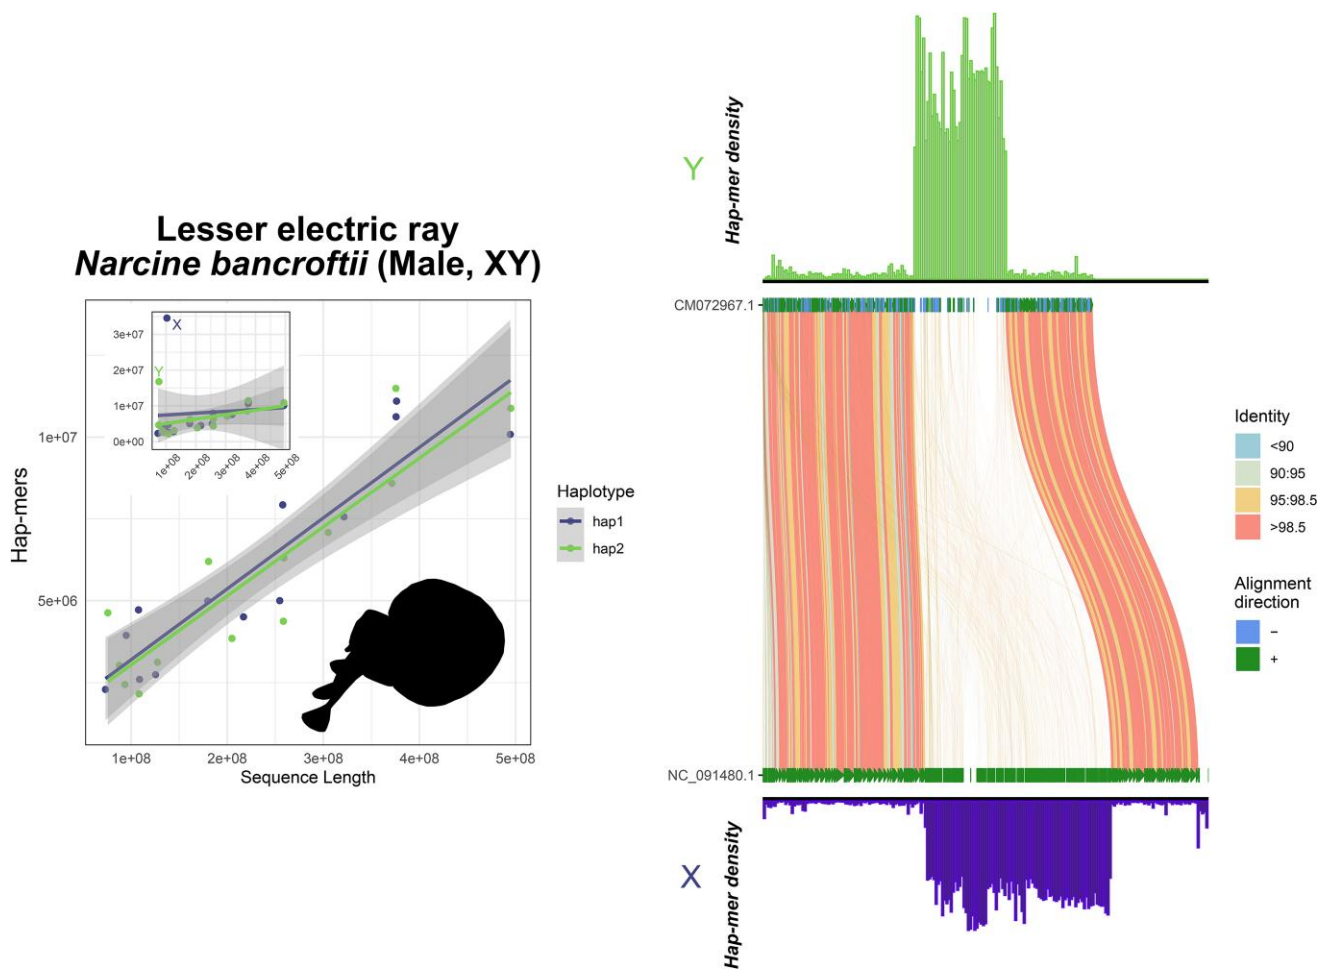 Lesser electric ray
Narcine bancroftii (Male, XY)
Hap-mers
1e+07
5e+06
1e+08
2e+08
3e+08
4e+08
5e+08
Sequence Length
3e+07
2e+07
1e+07
0e+00
X
Y
1e+08
2e+08
3e+08
4e+08
5e+08
Haplotype
hap1
hap2
Y
Hap-mer density
CM072967.1
NC_091480.1
X
Hap-mer density
Identity
<90
90:95
95:98.5
>98.5
Alignment
direction
−
+